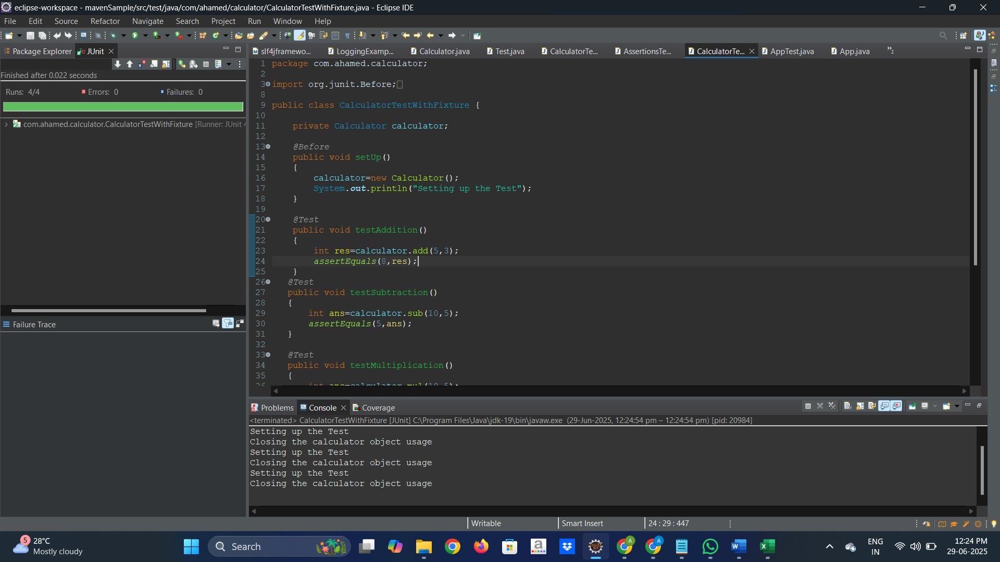 eclipse-workspace - mavenSample/src/test/java/com/ahamed/calculator/CalculatorTestWithFixture.java - Eclipse IDE
File Edit Source Refactor Navigate Search Project Run Window Help
Package Explorer JUnit
Finished after 0.022 seconds
Runs: 4/4 Errors: 0 Failures: 0
com.ahamed.calculator.CalculatorTestWithFixture [Runner: JUnit 4
Failure Trace
slf4jframewo... LoggingExamp... Calculator.java Test.java CalculatorTe... AssertionsTe... CalculatorTe... AppTest.java App.java »2
1 package com.ahamed.calculator;
2
3 import org.junit.Before;
8
9 public class CalculatorTestWithFixture {
10
11 private Calculator calculator;
12
13 @Before
14 public void setUp()
15 {
16 calculator=new Calculator();
17 System.out.println("Setting up the Test");
18 }
19
20 @Test
21 public void testAddition()
22 {
23 int res=calculator.add(5,3);
24 assertEquals(8,res);
25 }
26 @Test
27 public void testSubtraction()
28 {
29 int ans=calculator.sub(10,5);
30 assertEquals(5,ans);
31 }
32
33 @Test
34 public void testMultiplication()
35 {
36 int ans=calculator.mul(10,5);
Problems Console Coverage
<terminated> CalculatorTestWithFixture [JUnit] C:\Program Files\Java\jdk-19\bin\javaw.exe (29-Jun-2025, 12:24:54 pm – 12:24:54 pm) [pid: 20984]
Setting up the Test
Closing the calculator object usage
Setting up the Test
Closing the calculator object usage
Setting up the Test
Closing the calculator object usage
Writable Smart Insert 24 : 29 : 447
5
28°C
Mostly cloudy
Search
ENG
IN
12:24 PM
29-06-2025